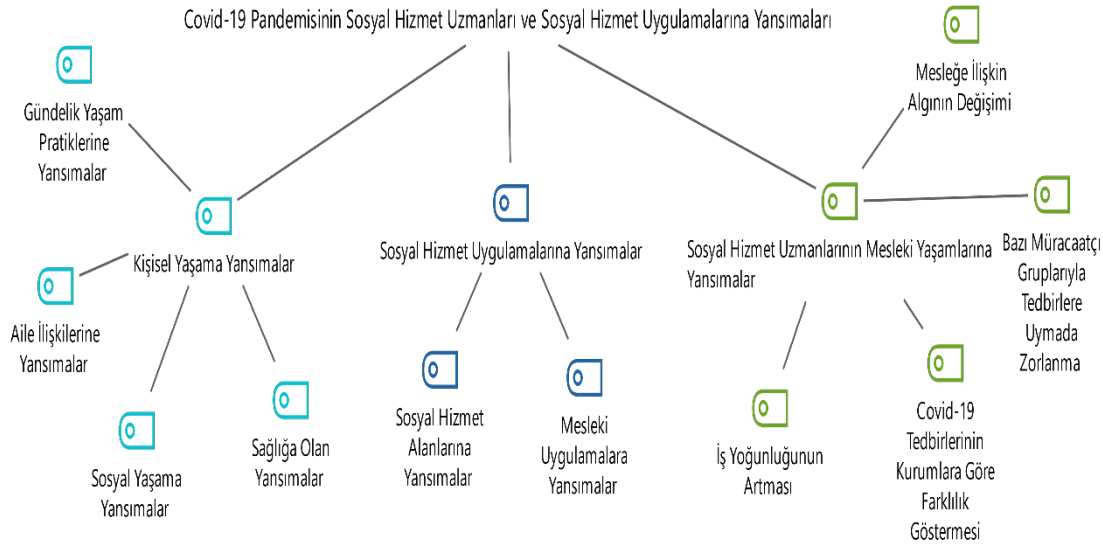 Covid-19 Pandemisinin Sosyal Hizmet Uzmanları ve Sosyal Hizmet Uygulamalarına Yansımaları
Gündelik Yaşam
Pratiklerine
Yansımalar
Mesleğe İlişkin
Algının Değişimi
Kişisel Yaşama Yansımalar
Sosyal Hizmet Uygulamalarına Yansımalar
Sosyal Hizmet Uzmanlarının Mesleki Yaşamlarına
Yansımalar
Bazı Müracaatçı
Gruplarıyla
Tedbirlere
Uymada
Zorlanma
Aile İlişkilerine
Yansımalar
Sosyal Yaşama
Yansımalar
Sağlığa Olan
Yansımalar
Sosyal Hizmet
Alanlarına
Yansımalar
Mesleki
Uygulamalara
Yansımalar
İş Yoğunluğunun
Artması
Covid-19
Tedbirlerinin
Kurumlara Göre
Farklılık
Göstermesi